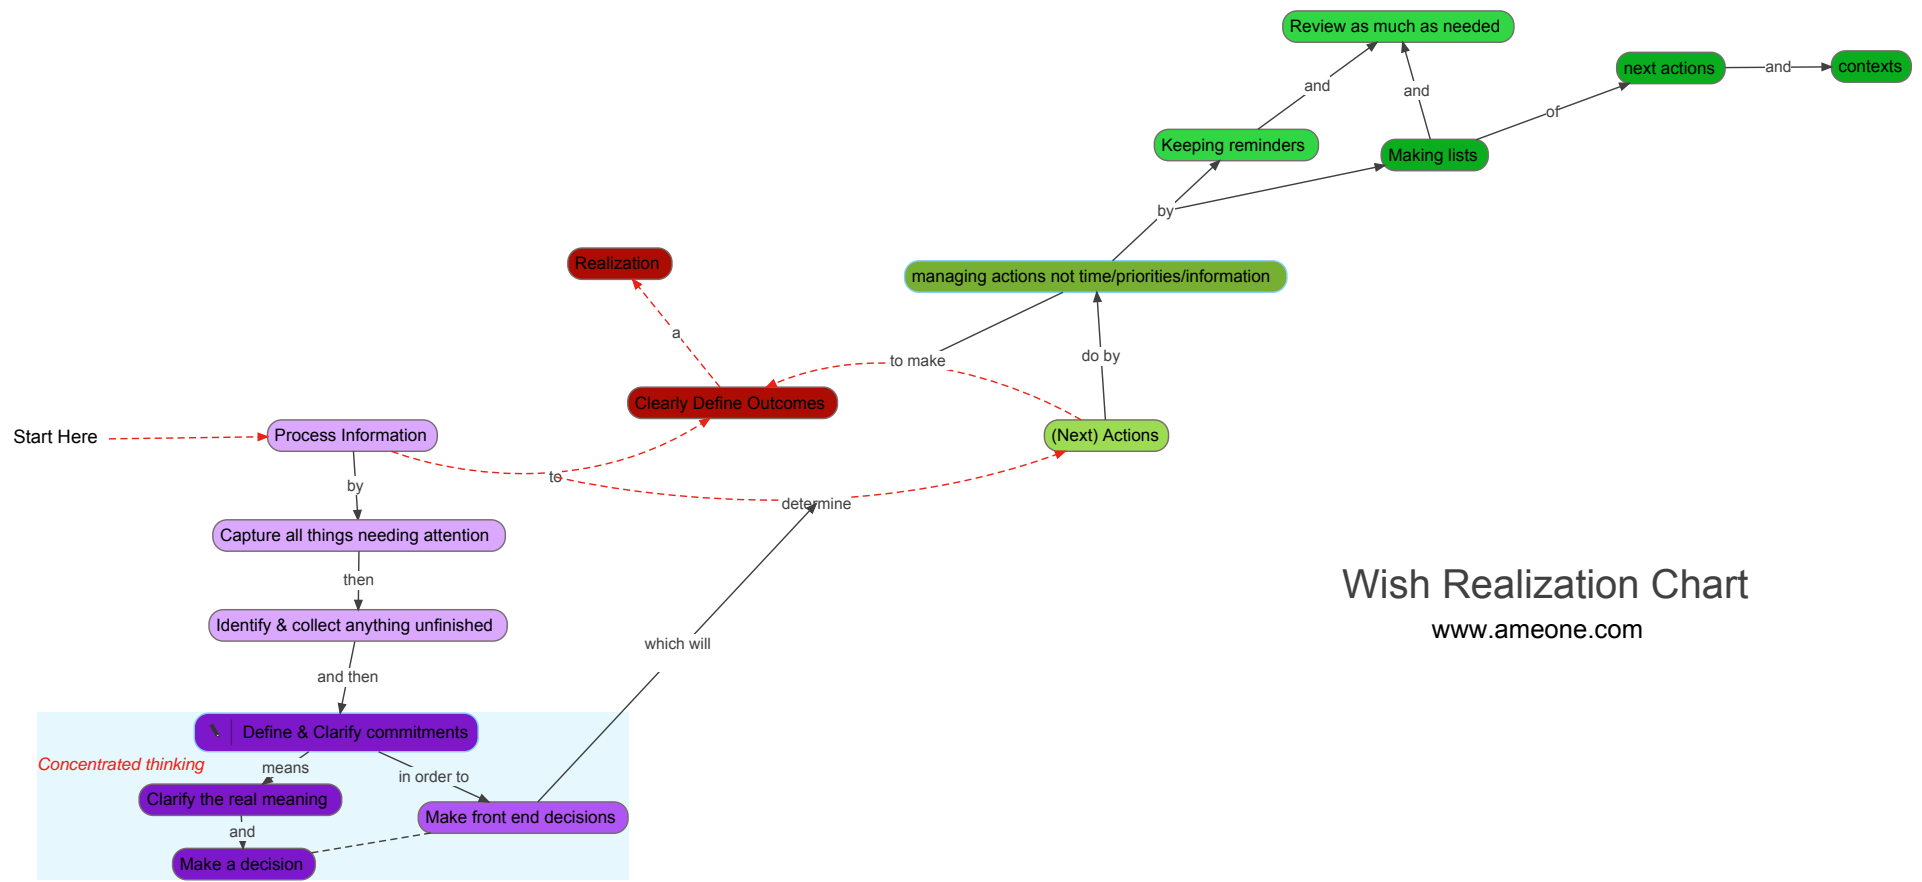 Review as much as needed
next actions
and
contexts
and
and
of
Keeping reminders
Making lists
by
Realization
managing actions not time/priorities/information
a
to make
do by
Clearly Define Outcomes
Start Here
Process Information
(Next) Actions
to
by
determine
Capture all things needing attention
then
Identify & collect anything unfinished
which will
and then
Wish Realization Chart
www.ameone.com
Define & Clarify commitments
Concentrated thinking
means
in order to
Clarify the real meaning
Make front end decisions
and
Make a decision